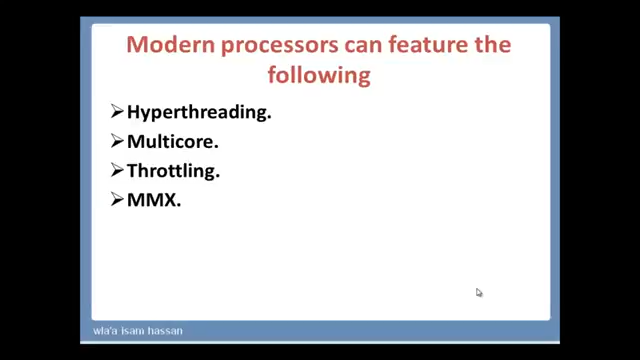 Modern processors can feature the
following
➢Hyperthreading.
➢Multicore.
➢Throttling.
➢MMX.
wla'a isam hassan